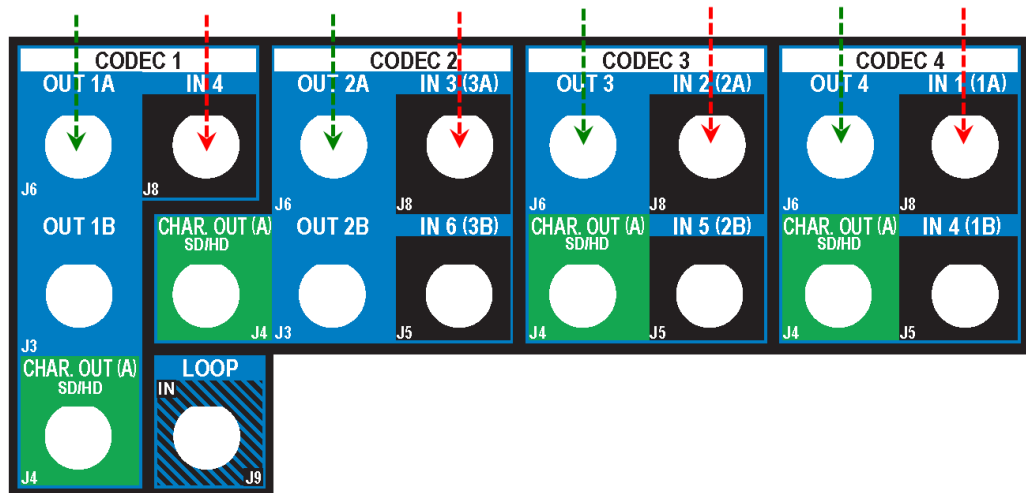 CODEC 1
OUT 1A
IN 4
J6
J8
OUT 1B
CHAR. OUT (A)
SD/HD
J3
J4
CHAR. OUT (A)
SD/HD
J4
LOOP
IN
J9
CODEC 2
OUT 2A
IN 3 (3A)
J6
J8
OUT 2B
IN 6 (3B)
J3
J5
CODEC 3
OUT 3
IN 2 (2A)
J6
J8
CHAR. OUT (A)
SD/HD
IN 5 (2B)
J4
J5
CODEC 4
OUT 4
IN 1 (1A)
J6
J8
CHAR. OUT (A)
SD/HD
IN 4 (1B)
J4
J5